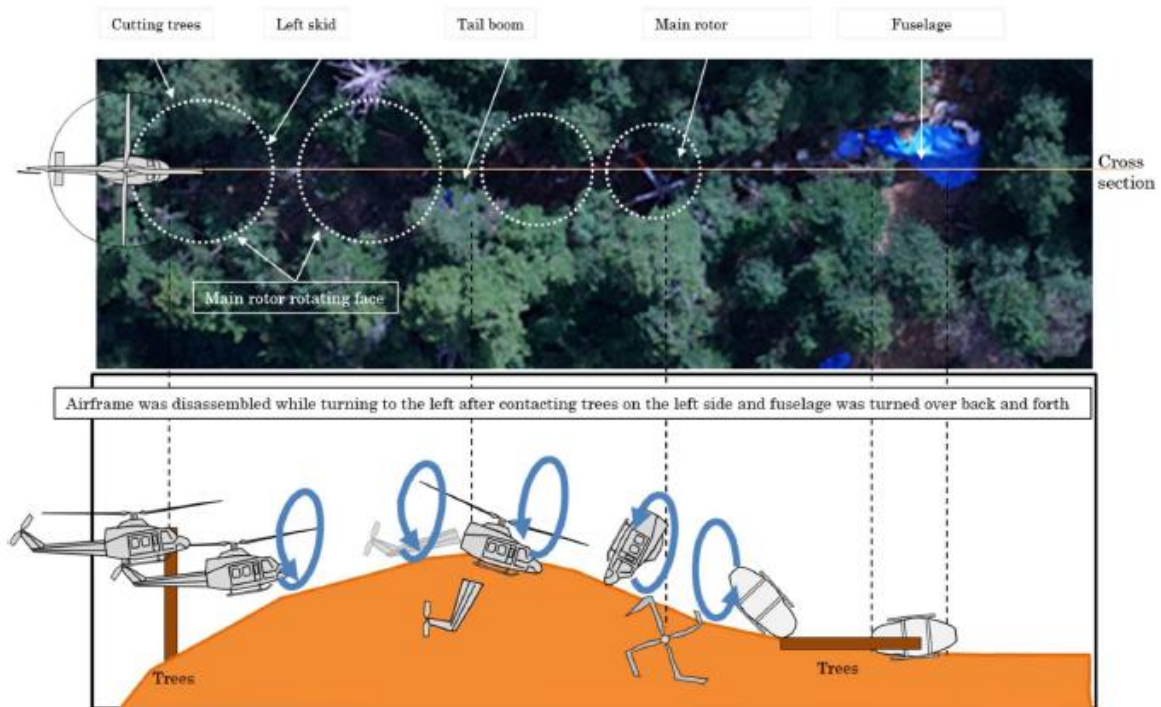 Cutting trees
Left skid
Tail boom
Main rotor
Fuselage
Cross
section
Main rotor rotating face
Airframe was disassembled while turning to the left after contacting trees on the left side and fuselage was turned over back and forth
Trees
Trees